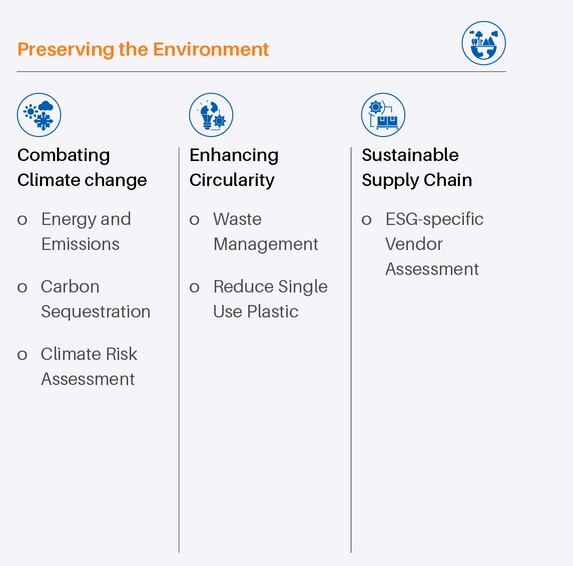 Preserving the Environment
Combating
Climate change
o Energy and
Emissions
o Carbon
Sequestration
o Climate Risk
Assessment
Enhancing
Circularity
o Waste
Management
o Reduce Single
Use Plastic
Sustainable
Supply Chain
o ESG-specific
Vendor
Assessment